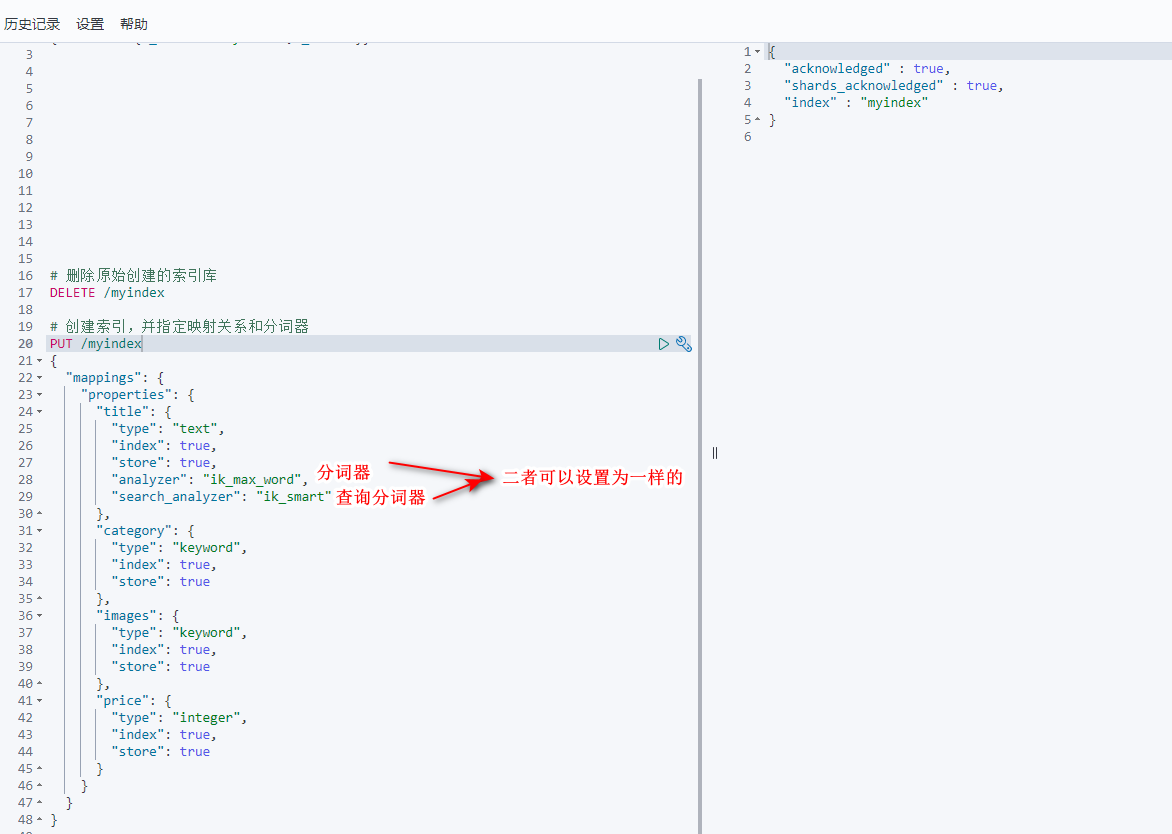 历史记录 设置 帮助
3
4
5
6
7
8
9
10
11
12
13
14
15
16 # 删除原始创建的索引库
17 DELETE /myindex
18
19 # 创建索引，并指定映射关系和分词器
20 PUT /myindex
21 {
22 "mappings": {
23 "properties": {
24 "title": {
25 "type": "text",
26 "index": true,
27 "store": true,
28 "analyzer": "ik_max_word", 分词器
29 "search_analyzer": "ik_smart" 查询分词器
二者可以设置为一样的
30 },
31 "category": {
32 "type": "keyword",
33 "index": true,
34 "store": true
35 },
36 "images": {
37 "type": "keyword",
38 "index": true,
39 "store": true
40 },
41 "price": {
42 "type": "integer",
43 "index": true,
44 "store": true
45 }
46 }
47 }
48 }
1 {
2 "acknowledged" : true,
3 "shards_acknowledged" : true,
4 "index" : "myindex"
5 }
6